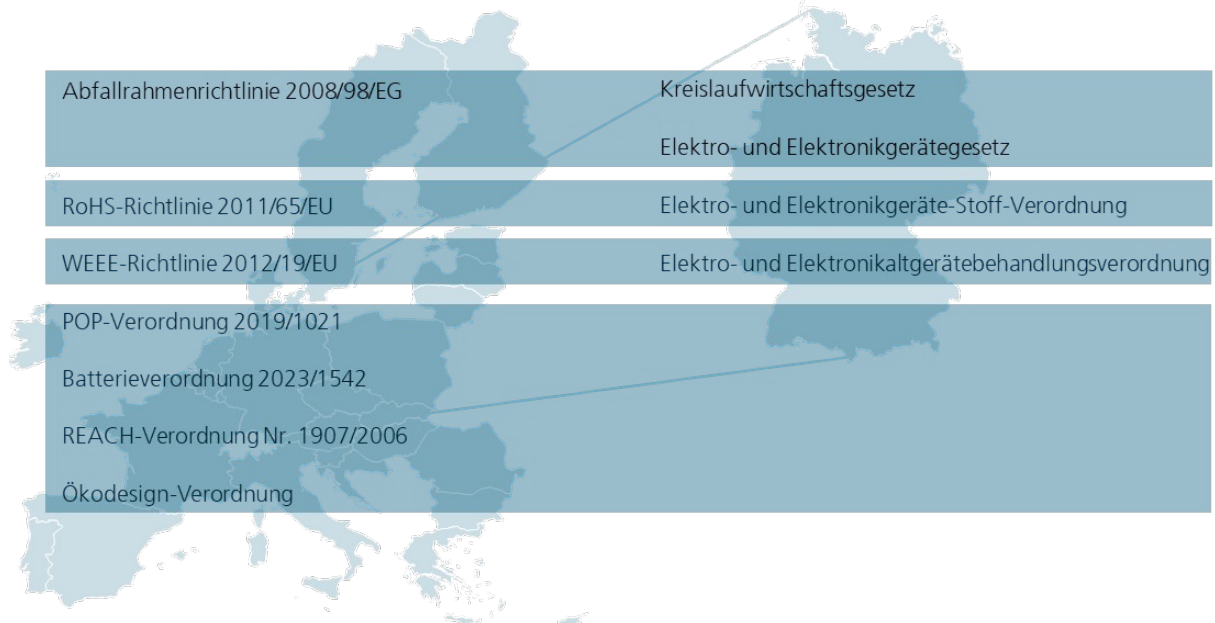 Abfallrahmenrichtlinie 2008/98/EG
Kreislaufwirtschaftsgesetz
Elektro- und Elektronikgerätegesetz
RoHS-Richtlinie 2011/65/EU
Elektro- und Elektronikgeräte-Stoff-Verordnung
WEEE-Richtlinie 2012/19/EU
Elektro- und Elektronikaltgerätebehandlungsverordnung
POP-Verordnung 2019/1021
Batterieverordnung 2023/1542
REACH-Verordnung Nr. 1907/2006
Ökodesign-Verordnung